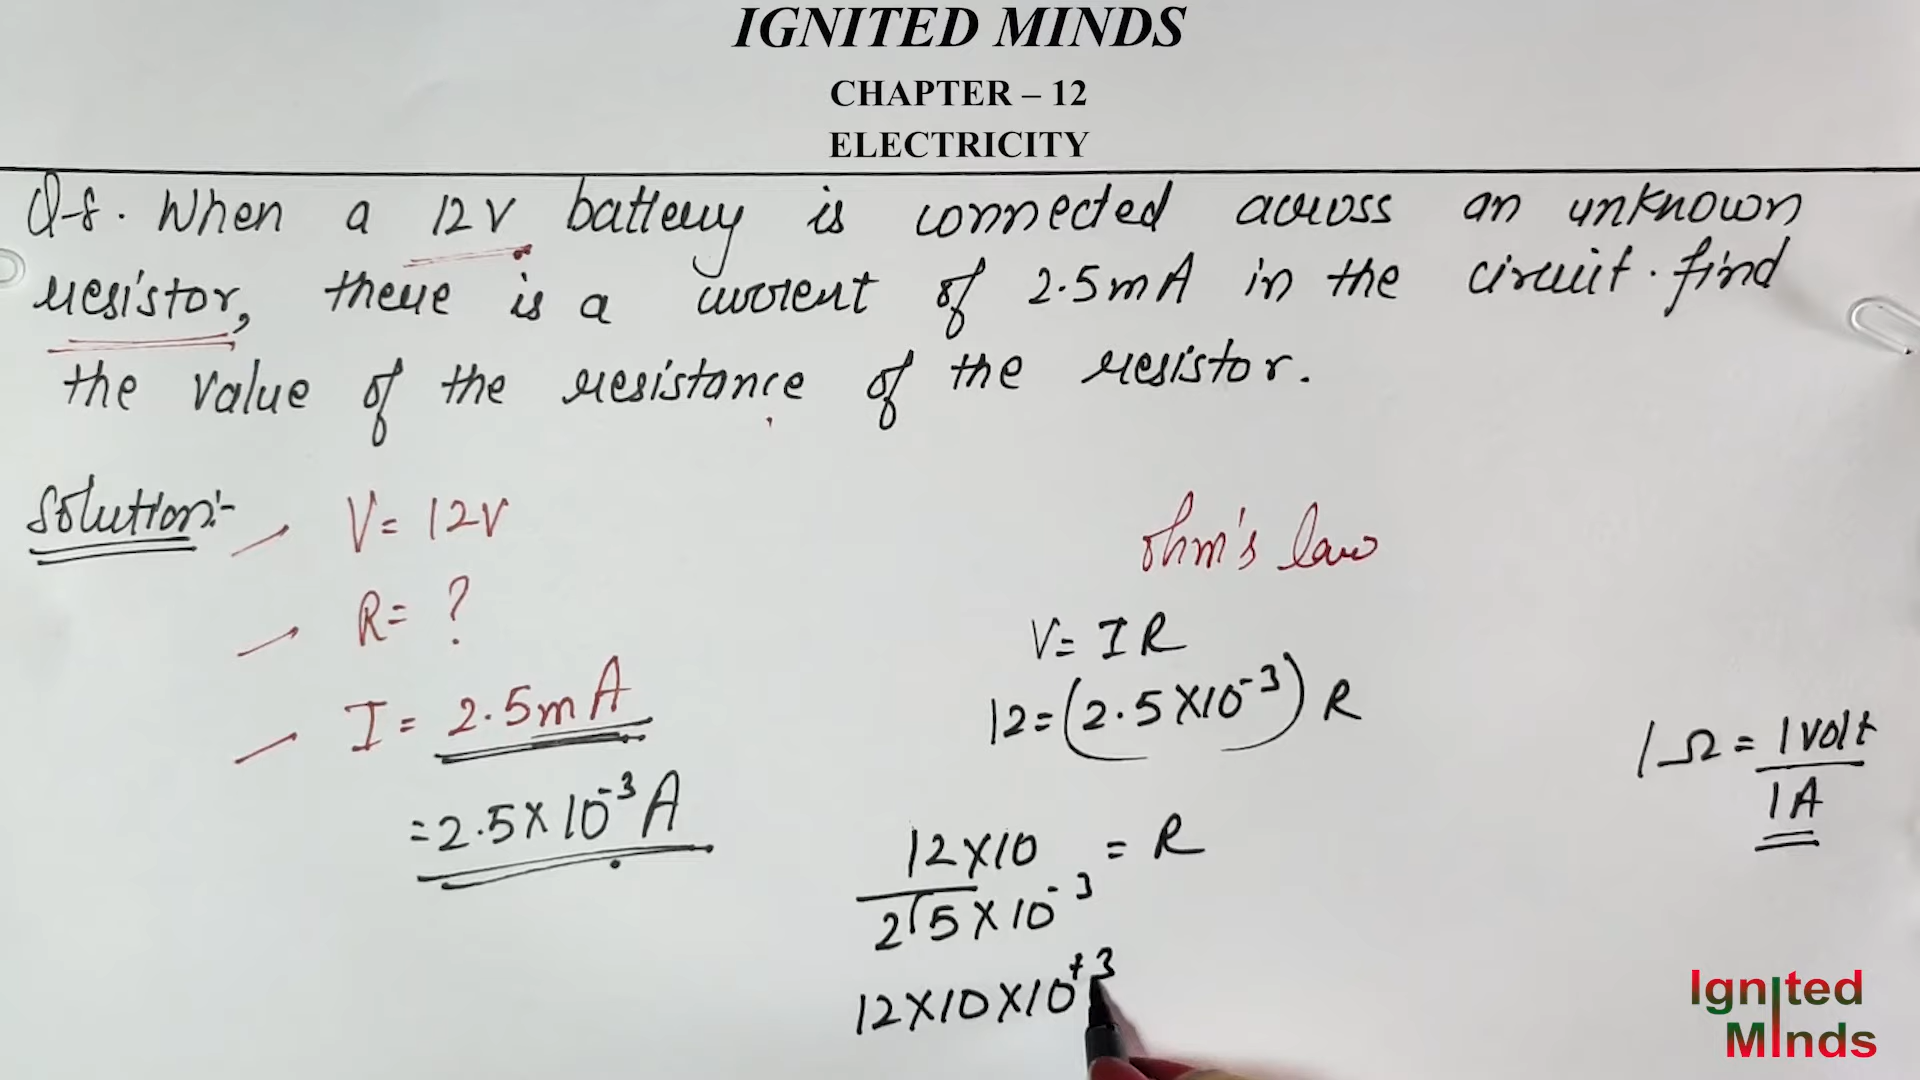 IGNITED MINDS
CHAPTER – 12
ELECTRICITY
Q-8. When a 12V battery is connected across an unknown
resistor, there is a current of 2.5mA in the circuit. find
the value of the resistance of the resistor.
Solution:-
V= 12V
R= ?
I= 2.5mA
=2.5×10⁻³A
ohm's law
V= IR
12=(2.5×10⁻³) R
12×10 = R
25×10⁻³
12×10×10⁺³
1Ω = 1volt
1A
Ignited
Minds